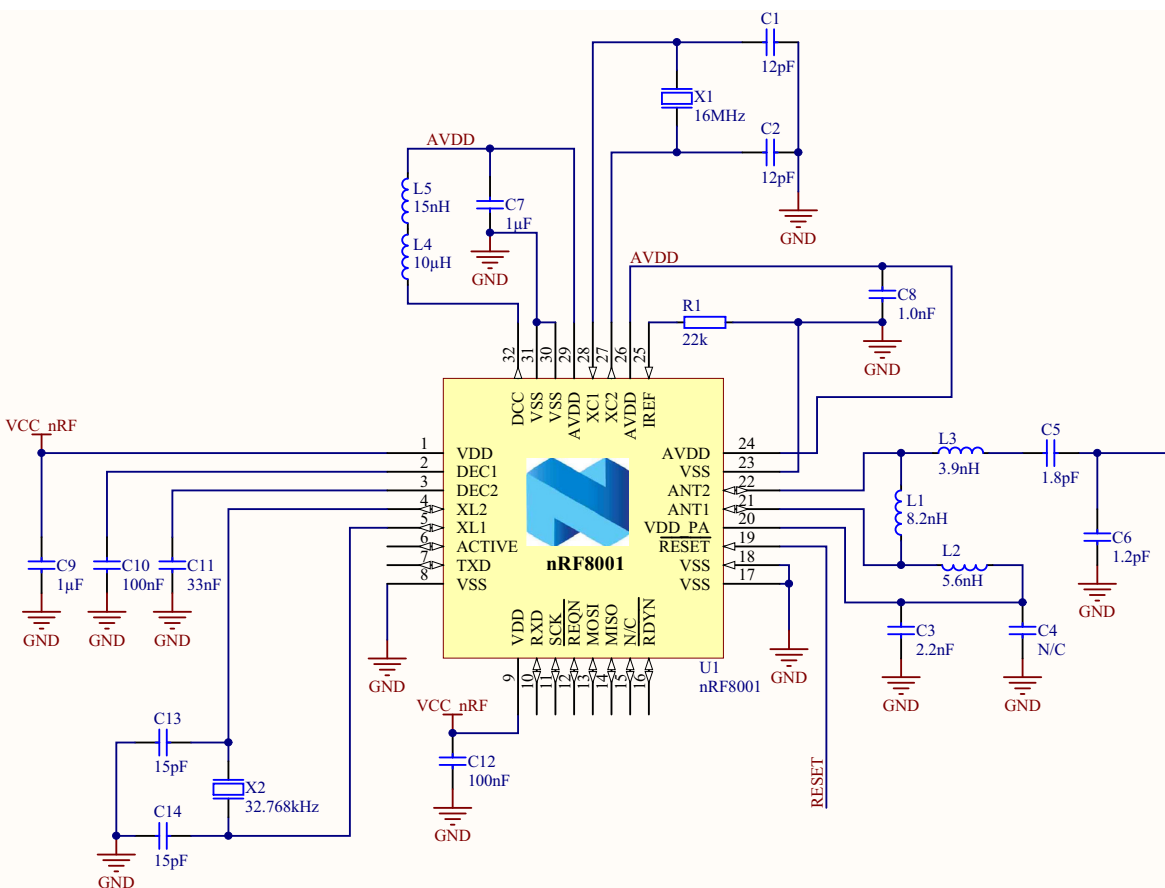 C1
12pF
X1
16MHz
C2
12pF
GND
AVDD
L5
15nH
C7
1µF
L4
10µH
GND
AVDD
C8
1.0nF
R1
22k
GND
32
31
30
29
28
27
26
25
DCC
VSS
VSS
AVDD
XC1
XC2
AVDD
IREF
VCC_nRF
1
VDD
2
DEC1
3
DEC2
4
XL2
5
XL1
6
ACTIVE
7
TXD
8
VSS
AVDD
24
VSS
23
ANT2
22
ANT1
21
VDD_PA
20
RESET
19
VSS
18
VSS
17
nRF8001
L3
3.9nH
C5
1.8pF
L1
8.2nH
L2
5.6nH
C6
1.2pF
GND
C3
2.2nF
GND
C4
N/C
GND
C9
1µF
GND
C10
100nF
GND
C11
33nF
GND
GND
VDD
RXD
SCK
REQN
MOSI
MISO
N/C
RDYN
9
10
11
12
13
14
15
16
U1
nRF8001
GND
VCC_nRF
C12
100nF
GND
RESET
C13
15pF
X2
32.768kHz
C14
15pF
GND